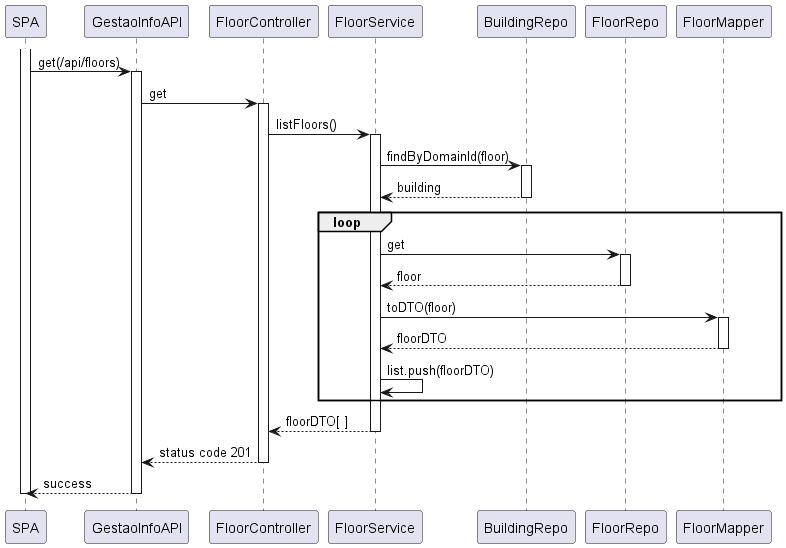 SPA GestaoInfoAPI FloorController FloorService BuildingRepo FloorRepo FloorMapper
get(/api/floors)
get
listFloors()
findByDomainId(floor)
building
loop
get
floor
toDTO(floor)
floorDTO
list.push(floorDTO)
floorDTO[ ]
status code 201
success
SPA GestaoInfoAPI FloorController FloorService BuildingRepo FloorRepo FloorMapper